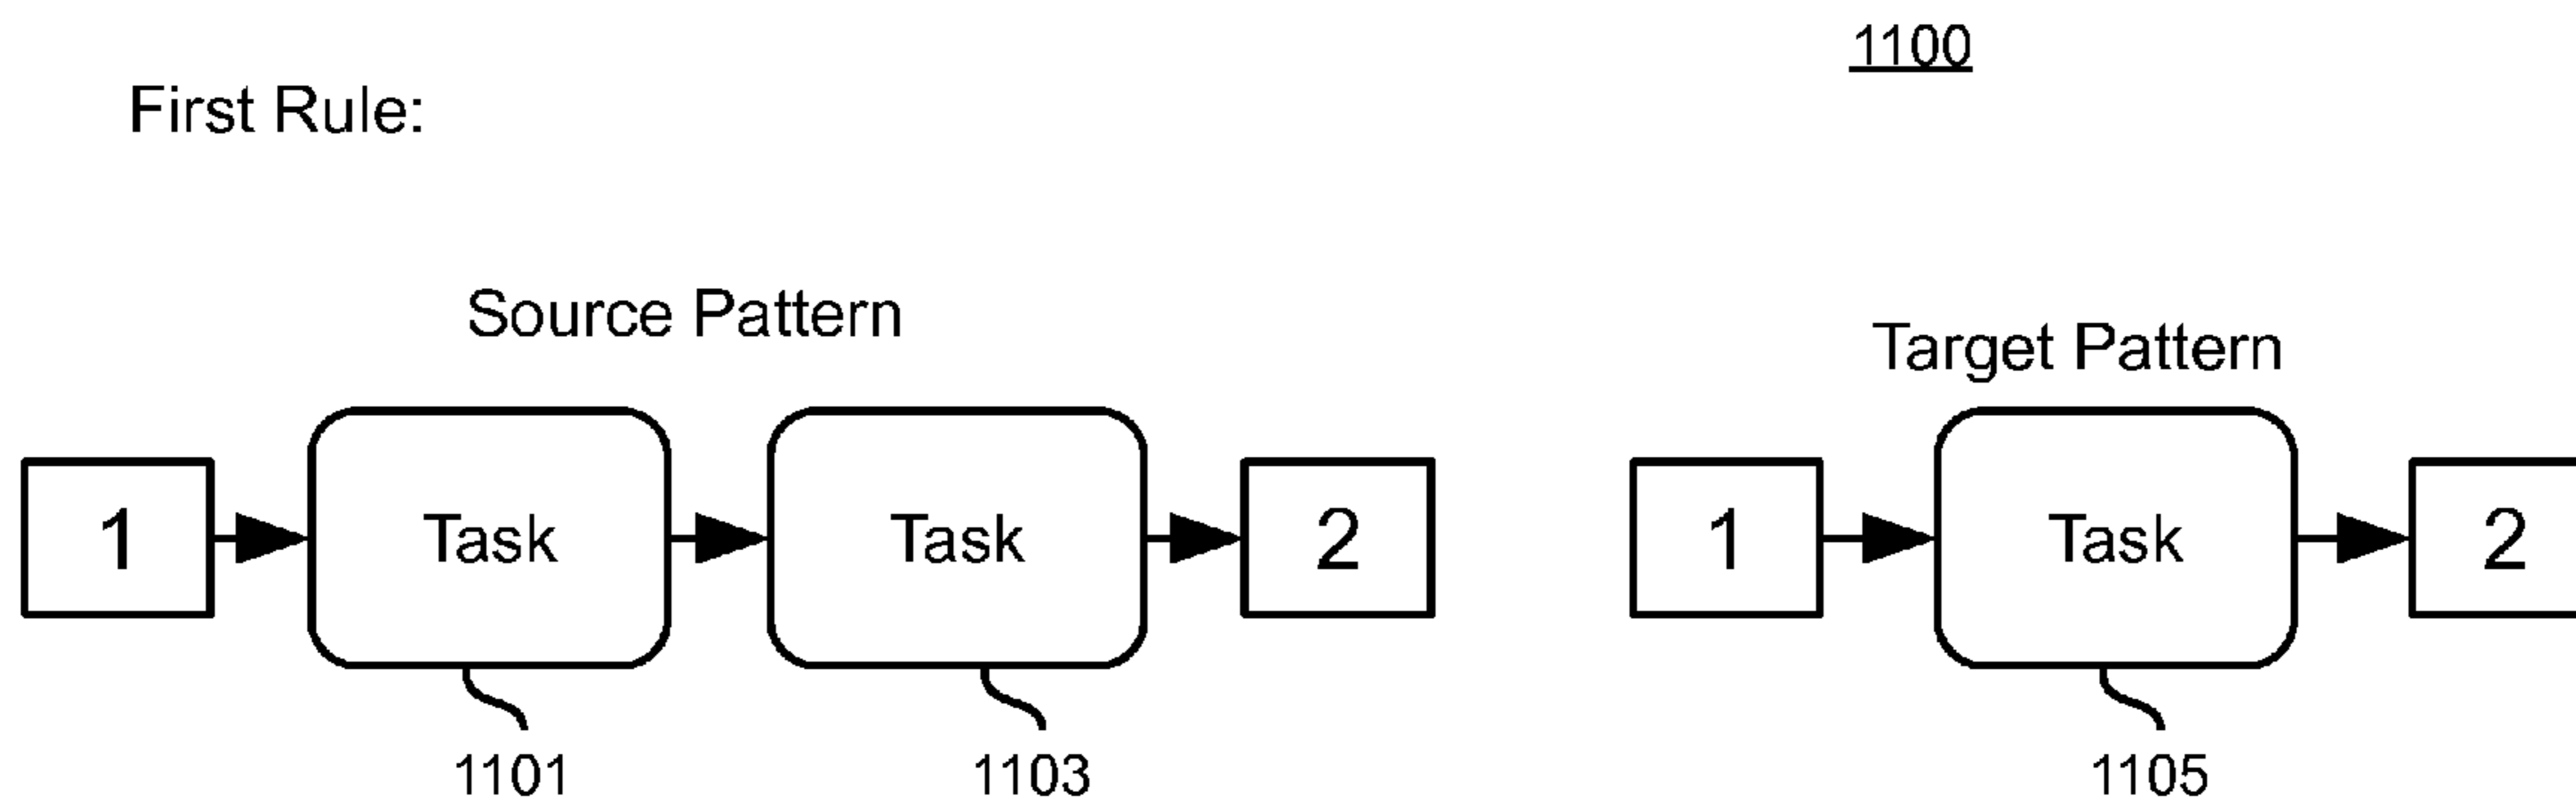 1100
First Rule:
Source Pattern
Target Pattern
1 Task Task 2
1 Task 2
1101 1103
1105